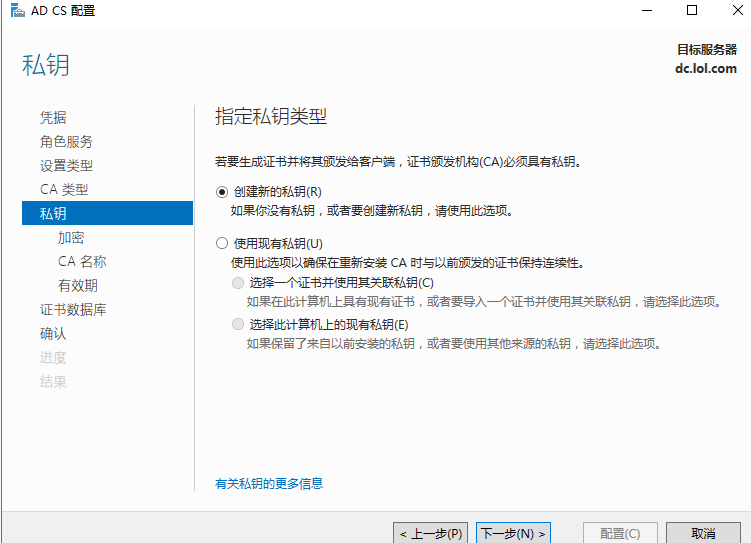 AD CS 配置
私钥
目标服务器
dc.lol.com
凭据
角色服务
设置类型
CA 类型
私钥
加密
CA 名称
有效期
证书数据库
确认
进度
结果
指定私钥类型
若要生成证书并将其颁发给客户端，证书颁发机构(CA)必须具有私钥。
创建新的私钥(R)
如果你没有私钥，或者要创建新私钥，请使用此选项。
使用现有私钥(U)
使用此选项以确保在重新安装 CA 时与以前颁发的证书保持连续性。
选择一个证书并使用其关联私钥(C)
如果在此计算机上具有现有证书，或者要导入一个证书并使用其关联私钥，请选择此选项。
选择此计算机上的现有私钥(E)
如果保留了来自以前安装的私钥，或者要使用其他来源的私钥，请选择此选项。
有关私钥的更多信息
< 上一步(P)
下一步(N) >
配置(C)
取消